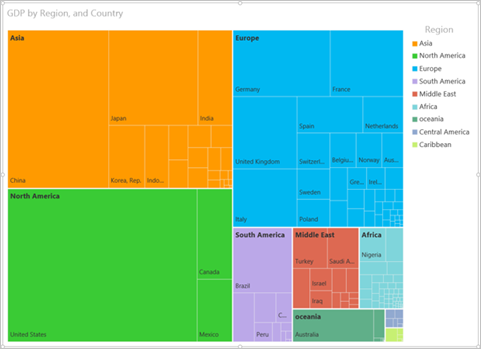 GDP by Region, and Country
Region
Asia
North America
Europe
South America
Middle East
Africa
oceania
Central America
Caribbean
Asia
China
Japan
India
Korea, Rep.
Indo...
North America
United States
Canada
Mexico
Europe
Germany
France
United Kingdom
Spain
Netherlands
Switzerl...
Belgiu...
Norway
Aus...
Italy
Sweden
Poland
Gre...
Irel...
South America
Brazil
Peru
C...
Middle East
Turkey
Saudi A...
Israel
Iraq
Africa
Nigeria
oceania
Australia